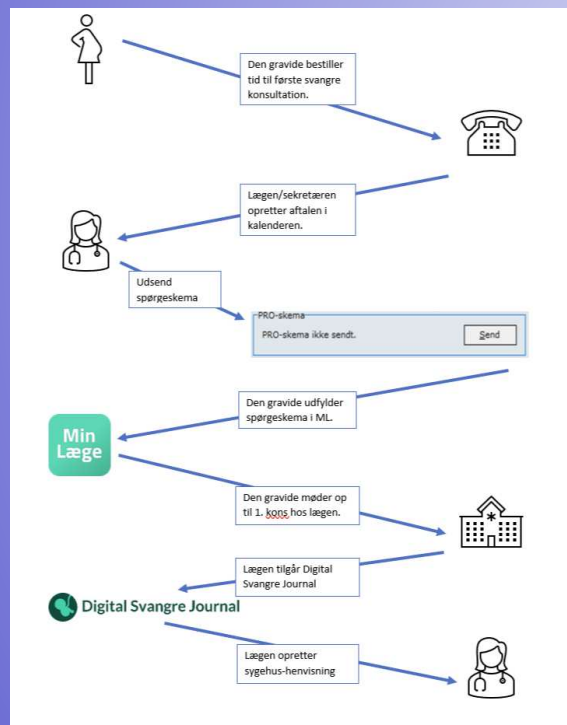 Den gravide bestiller
tid til første svangre
konsultation.
Lægen/sekretæren
opretter aftalen i
kalenderen.
Udsend
spørgeskema
PRO-skema
PRO-skema ikke sendt.
Send
Den gravide udfylder
spørgeskema i ML.
Min
Læge
Den gravide møder op
til 1. kons hos lægen.
Lægen tilgår Digital
Svangre Journal
Digital Svangre Journal
Lægen opretter
sygehus-henvisning